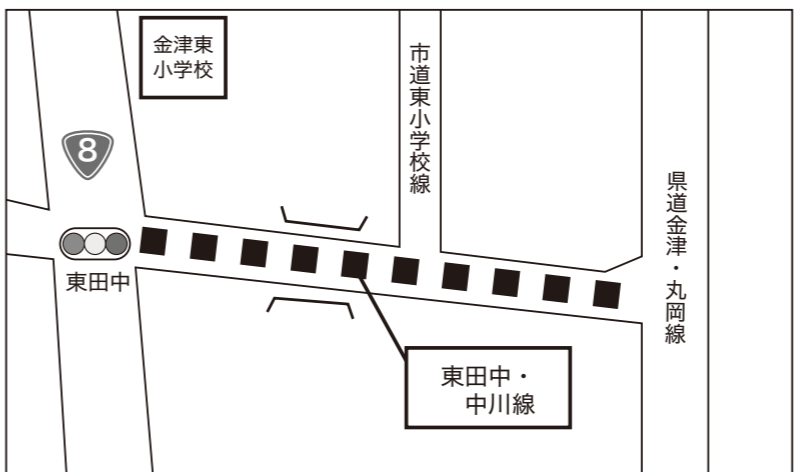 金津東
小学校
市道東小学校線
8
県道金津・丸岡線
東田中
東田中・
中川線